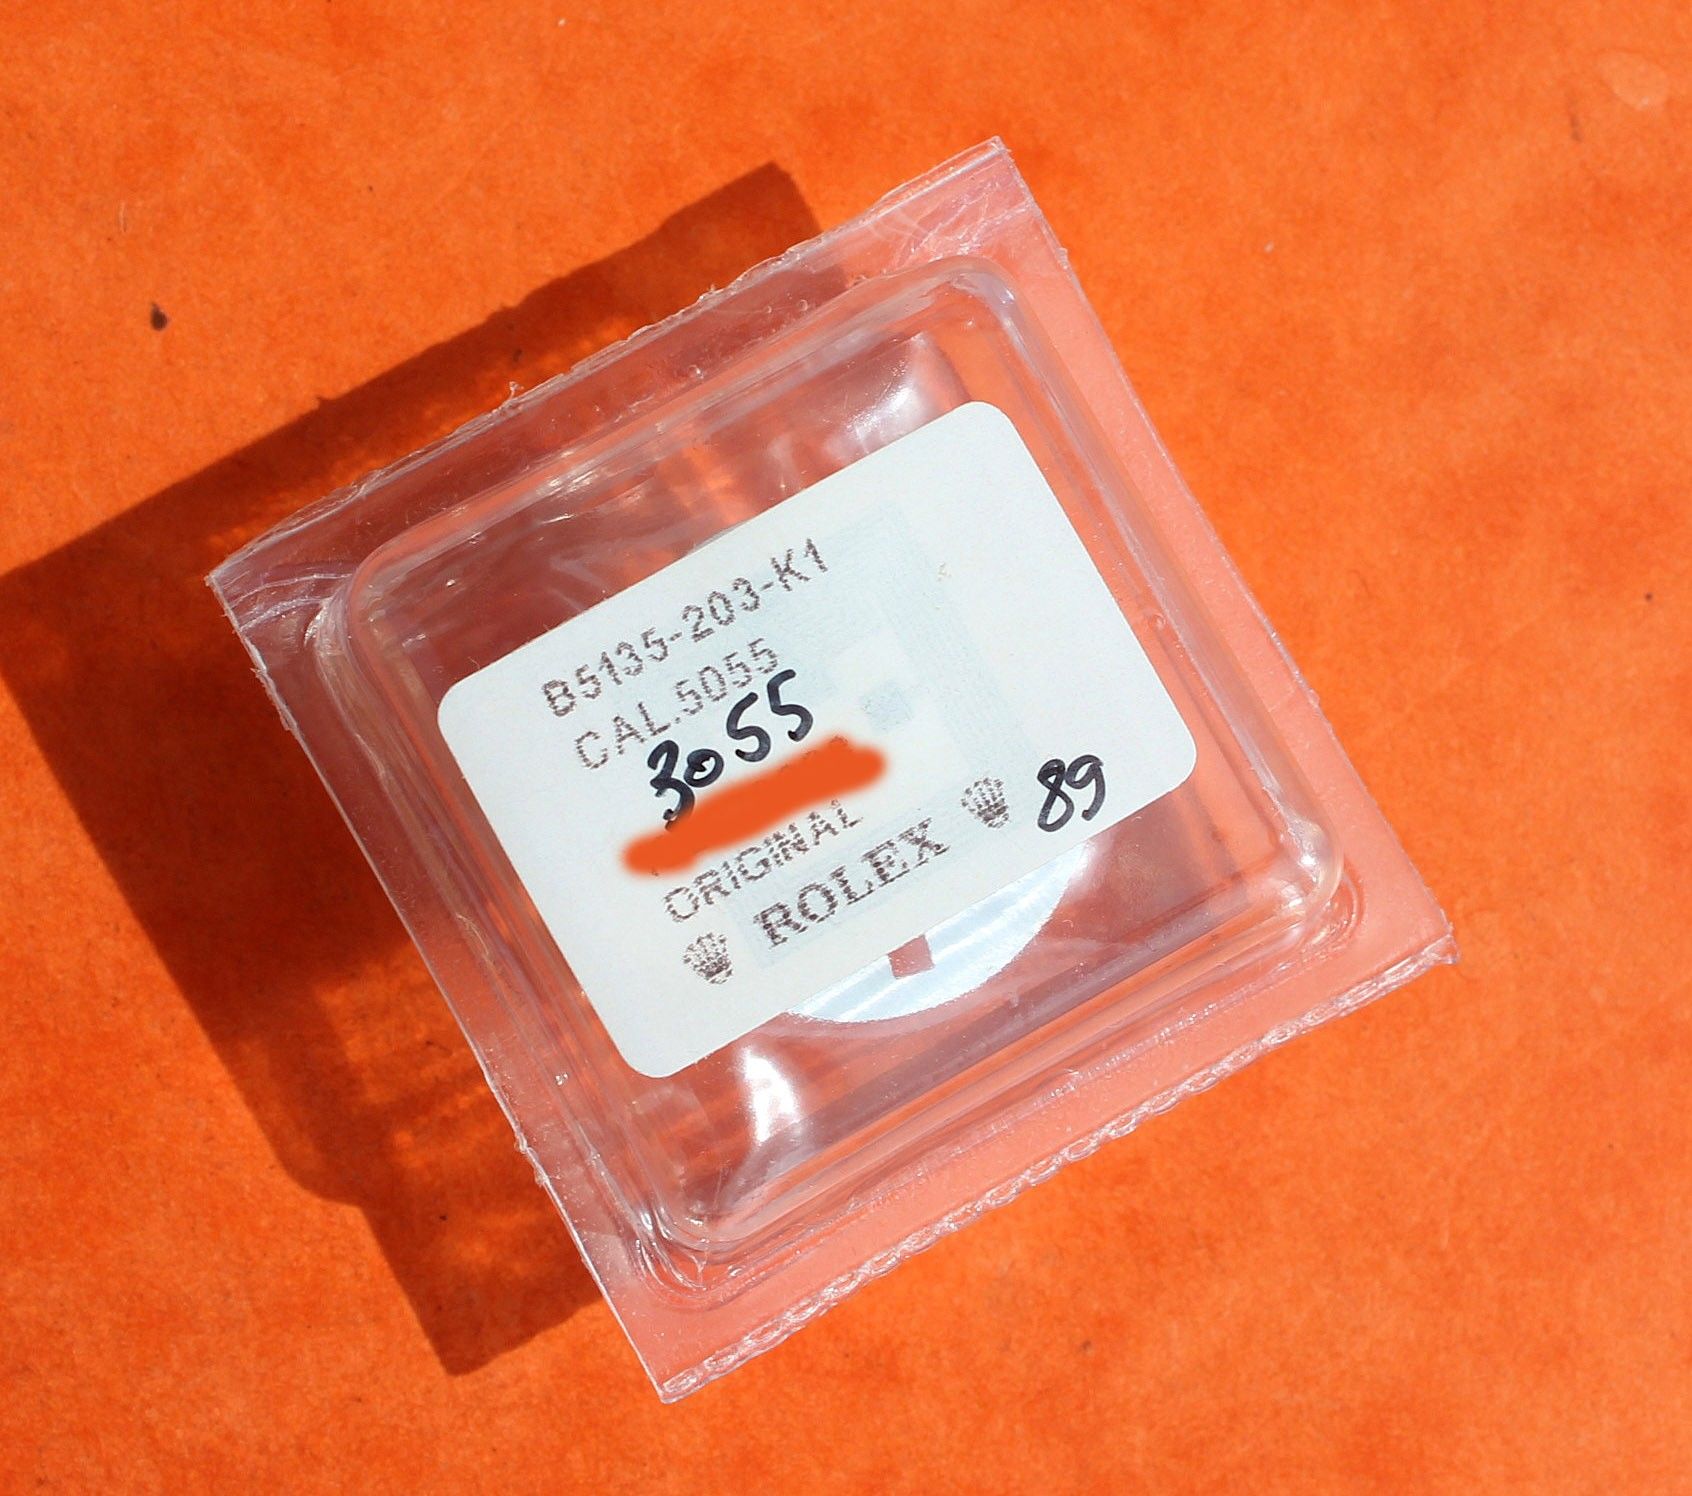 B5135-203-K1
CAL.5055
3055
ORIGINAL
ROLEX
89